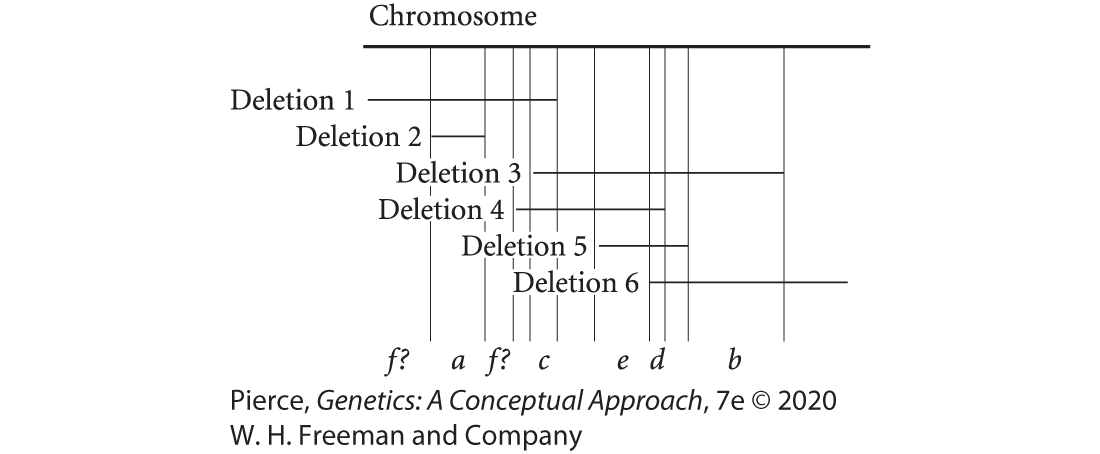 Chromosome
Deletion 1
Deletion 2
Deletion 3
Deletion 4
Deletion 5
Deletion 6
f? a f? c e d b
Pierce, Genetics: A Conceptual Approach, 7e © 2020
W. H. Freeman and Company